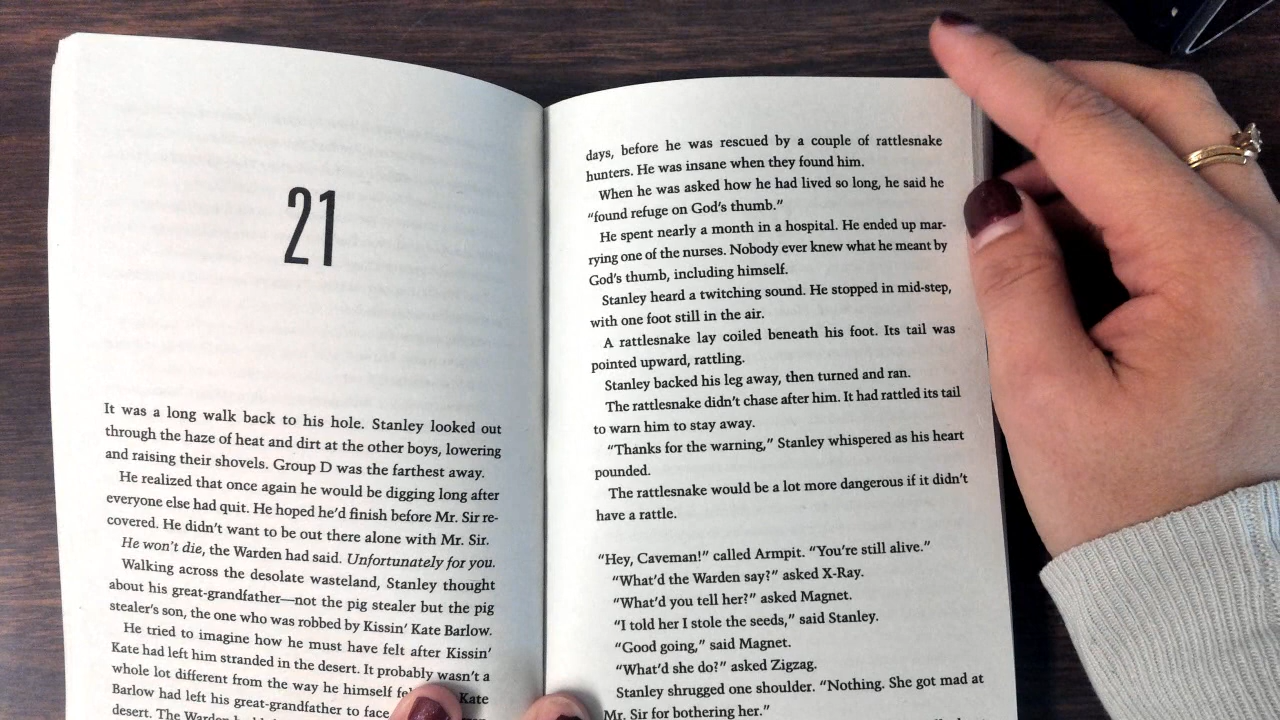 21
It was a long walk back to his hole. Stanley looked out
through the haze of heat and dirt at the other boys, lowering
and raising their shovels. Group D was the farthest away.
He realized that once again he would be digging long after
everyone else had quit. He hoped he’d finish before Mr. Sir re-
covered. He didn’t want to be out there alone with Mr. Sir.
He won’t die, the Warden had said. Unfortunately for you.
Walking across the desolate wasteland, Stanley thought
about his great-grandfather—not the pig stealer but the pig
stealer’s son, the one who was robbed by Kissin’ Kate Barlow.
He tried to imagine how he must have felt after Kissin’
Kate had left him stranded in the desert. It probably wasn’t a
whole lot different from the way he himself Kate
Barlow had left his great-grandfather to face
desert. The
days, before he was rescued by a couple of rattlesnake
hunters. He was insane when they found him.
When he was asked how he had lived so long, he said he
“found refuge on God’s thumb.”
He spent nearly a month in a hospital. He ended up mar-
rying one of the nurses. Nobody ever knew what he meant by
God’s thumb, including himself.
Stanley heard a twitching sound. He stopped in mid-step,
with one foot still in the air.
A rattlesnake lay coiled beneath his foot. Its tail was
pointed upward, rattling.
Stanley backed his leg away, then turned and ran.
The rattlesnake didn’t chase after him. It had rattled its tail
to warn him to stay away.
“Thanks for the warning,” Stanley whispered as his heart
pounded.
The rattlesnake would be a lot more dangerous if it didn’t
have a rattle.
“Hey, Caveman!” called Armpit. “You’re still alive.”
“What’d the Warden say?” asked X-Ray.
“What’d you tell her?” asked Magnet.
“I told her I stole the seeds,” said Stanley.
“Good going,” said Magnet.
“What’d she do?” asked Zigzag.
Stanley shrugged one shoulder. “Nothing. She got mad at
Mr. Sir for bothering her.”